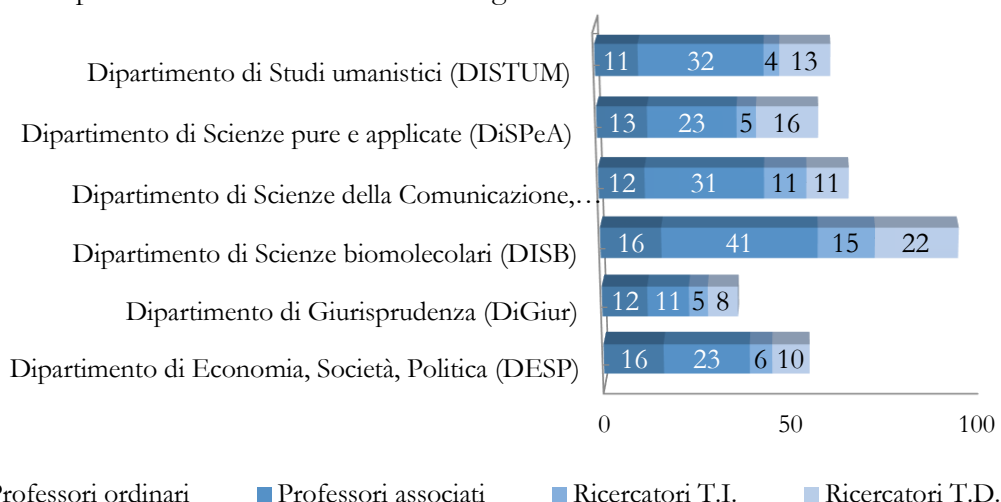 Dipartimento di Studi umanistici (DISTUM) 11 32 4 13
Dipartimento di Scienze pure e applicate (DiSPeA) 13 23 5 16
Dipartimento di Scienze della Comunicazione,… 12 31 11 11
Dipartimento di Scienze biomolecolari (DISB) 16 41 15 22
Dipartimento di Giurisprudenza (DiGiur) 12 11 5 8
Dipartimento di Economia, Società, Politica (DESP) 16 23 6 10
0 50 100
Professori ordinari Professori associati Ricercatori T.I. Ricercatori T.D.